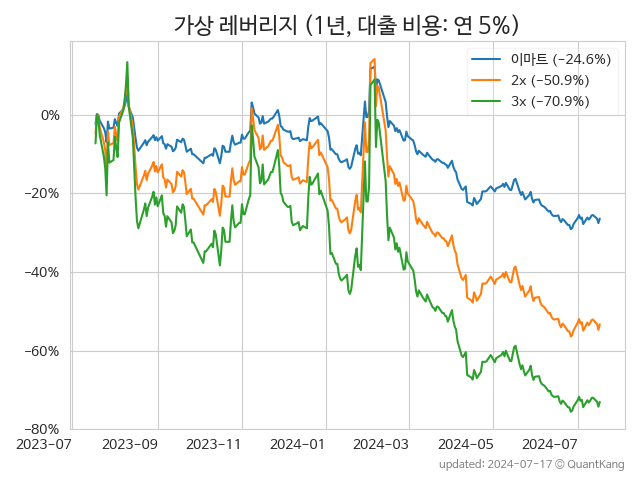 가상 레버리지 (1년, 대출 비용: 연 5%)
이마트 (−24.6%)
2x (−50.9%)
3x (−70.9%)
0%
−20%
−40%
−60%
−80%
2023-07 2023-09 2023-11 2024-01 2024-03 2024-05 2024-07
updated: 2024-07-17 © QuantKang